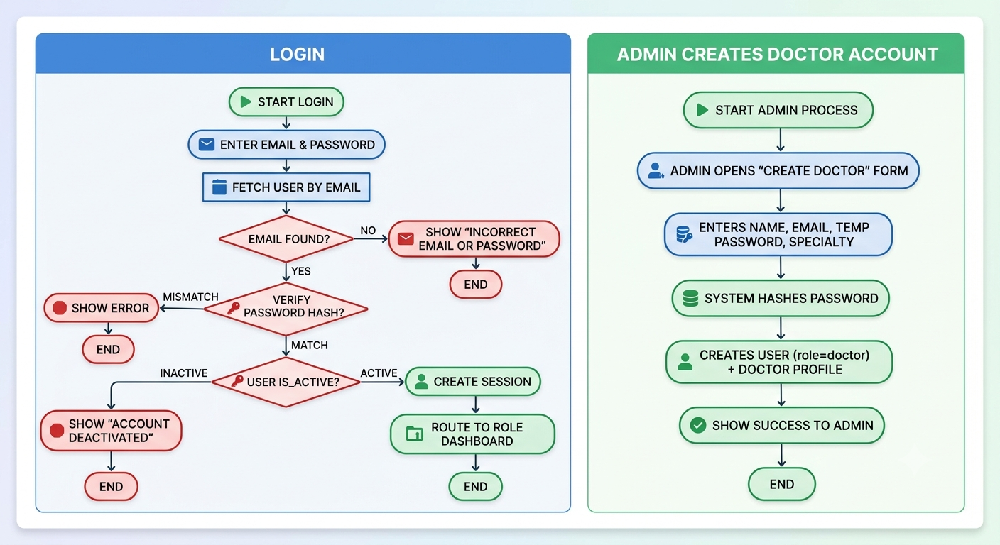 LOGIN
START LOGIN
ENTER EMAIL & PASSWORD
FETCH USER BY EMAIL
EMAIL FOUND?
NO
SHOW “INCORRECT
EMAIL OR PASSWORD”
END
YES
VERIFY
PASSWORD HASH?
MISMATCH
SHOW ERROR
END
MATCH
USER IS_ACTIVE?
INACTIVE
SHOW “ACCOUNT
DEACTIVATED”
END
ACTIVE
CREATE SESSION
ROUTE TO ROLE
DASHBOARD
END
ADMIN CREATES DOCTOR ACCOUNT
START ADMIN PROCESS
ADMIN OPENS “CREATE DOCTOR” FORM
ENTERS NAME, EMAIL, TEMP
PASSWORD, SPECIALTY
SYSTEM HASHES PASSWORD
CREATES USER (role=doctor)
+ DOCTOR PROFILE
SHOW SUCCESS TO ADMIN
END